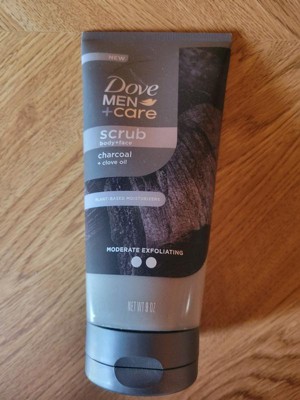 Dove
MEN
+care
scrub
body+face
charcoal
+ clove oil
PLANT-BASED MOISTURIZERS
MODERATE EXFOLIATING
NET WT 8 OZ